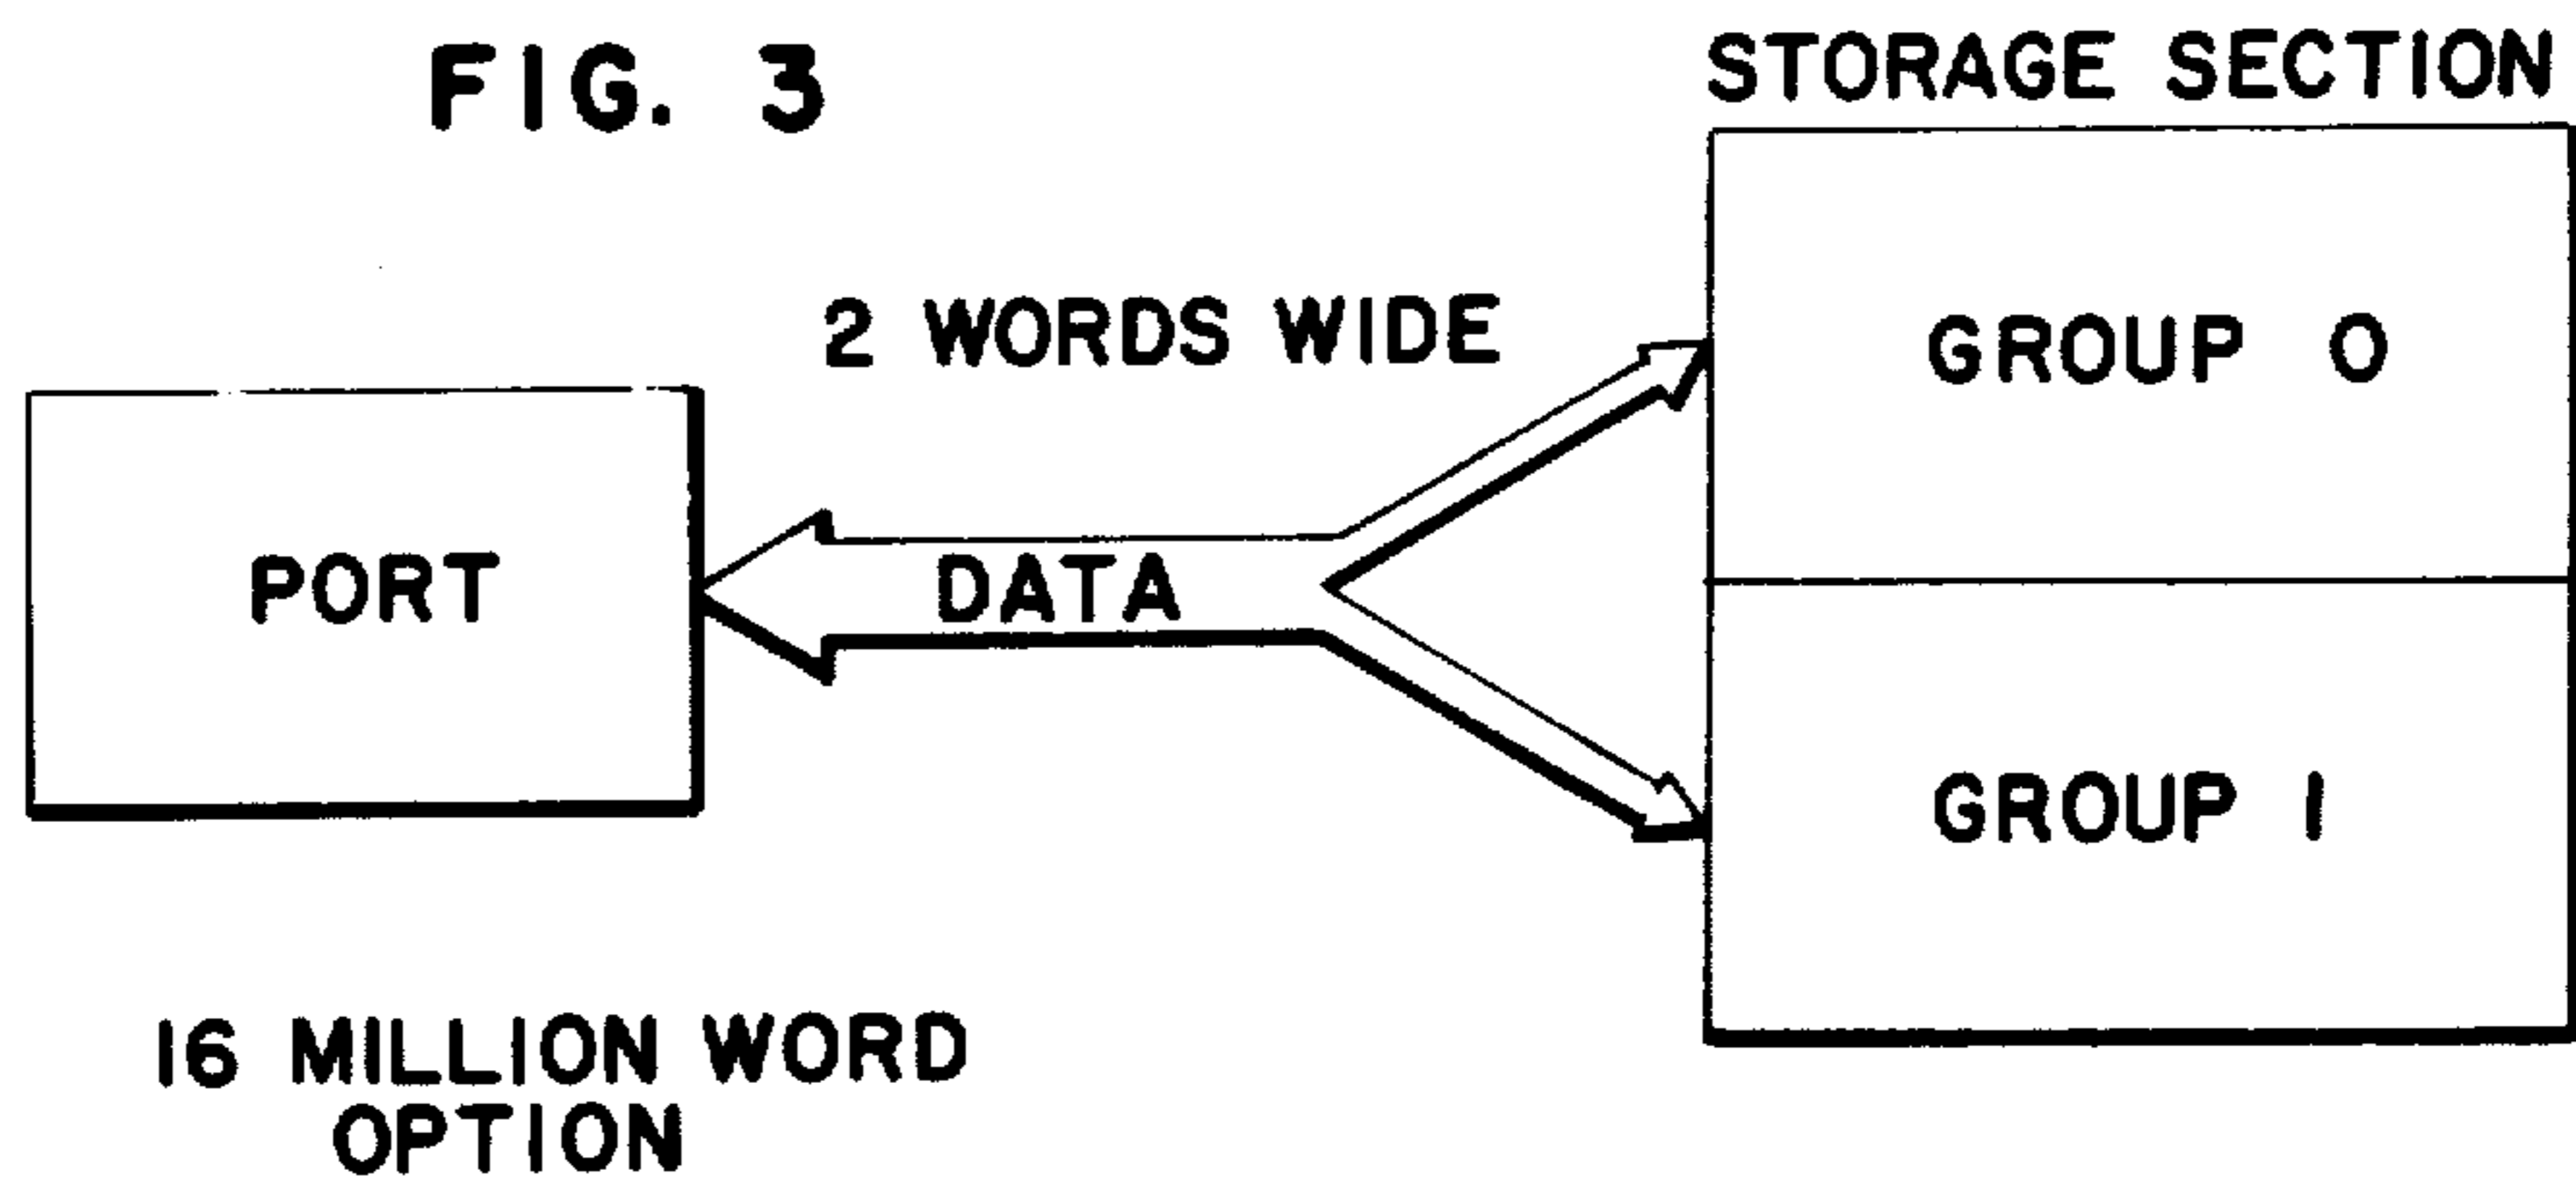 FIG. 3
STORAGE SECTION
2 WORDS WIDE
GROUP 0
PORT
DATA
GROUP 1
16 MILLION WORD
OPTION